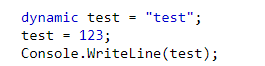 dynamic test = "test";
test = 123;
Console.WriteLine(test);